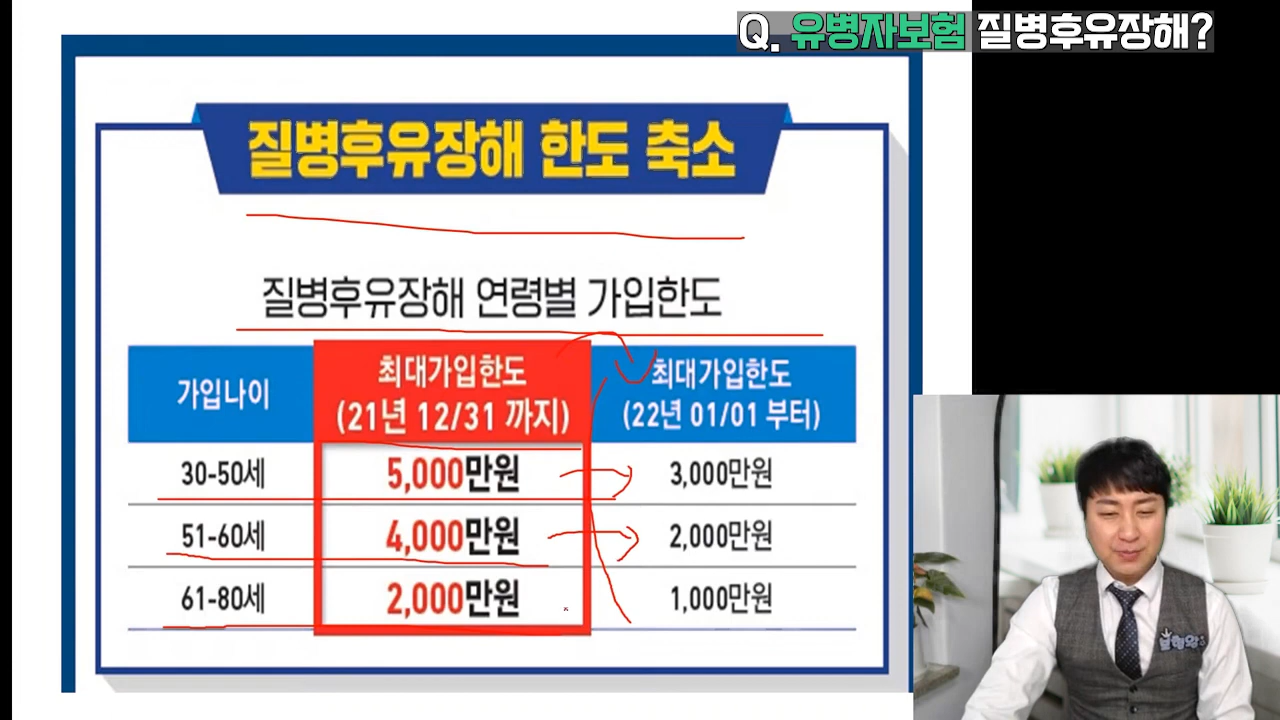 Q. 유병자보험 질병후유장해?
질병후유장해 한도 축소
질병후유장해 연령별 가입한도
가입나이
최대가입한도
(21년 12/31 까지)
최대가입한도
(22년 01/01 부터)
30-50세 5,000만원 3,000만원
51-60세 4,000만원 2,000만원
61-80세 2,000만원 1,000만원